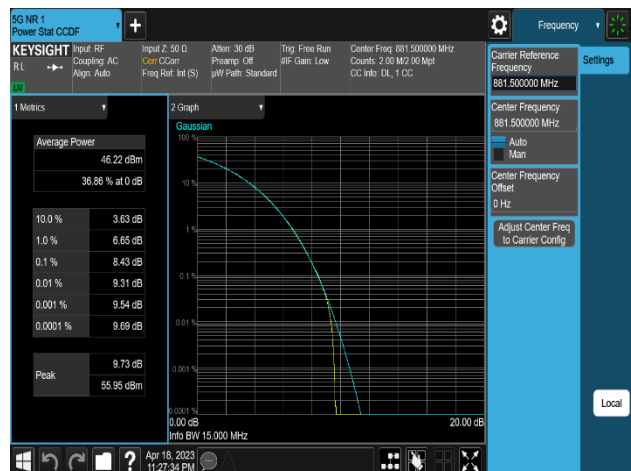 5G NR 1
Power Stat CCDF
Frequency
KEYSIGHT
RL
LW
Input: RF
Coupling: AC
Align: Auto
Input Z: 50 Ω
Corr CCorr
Freq Ref: Int (S)
Atten: 30 dB
Preamp: Off
µW Path: Standard
Trig: Free Run
#IF Gain: Low
Center Freq: 881.500000 MHz
Counts: 2.00 M/2.00 Mpt
CC Info: DL, 1 CC
1 Metrics
Average Power
46.22 dBm
36.86 % at 0 dB
10.0 % 3.63 dB
1.0 % 6.65 dB
0.1 % 8.43 dB
0.01 % 9.31 dB
0.001 % 9.54 dB
0.0001 % 9.69 dB
Peak
9.73 dB
55.95 dBm
2 Graph
Gaussian
100 %
10 %
1 %
0.1 %
0.01 %
0.001 %
0.0001 %
0.00 dB
20.00 dB
Info BW 15.000 MHz
Carrier Reference
Frequency
881.500000 MHz
Center Frequency
881.500000 MHz
Auto
Man
Center Frequency
Offset
0 Hz
Adjust Center Freq
to Carrier Config
Settings
Local
?
Apr 18, 2023
11:27:34 PM